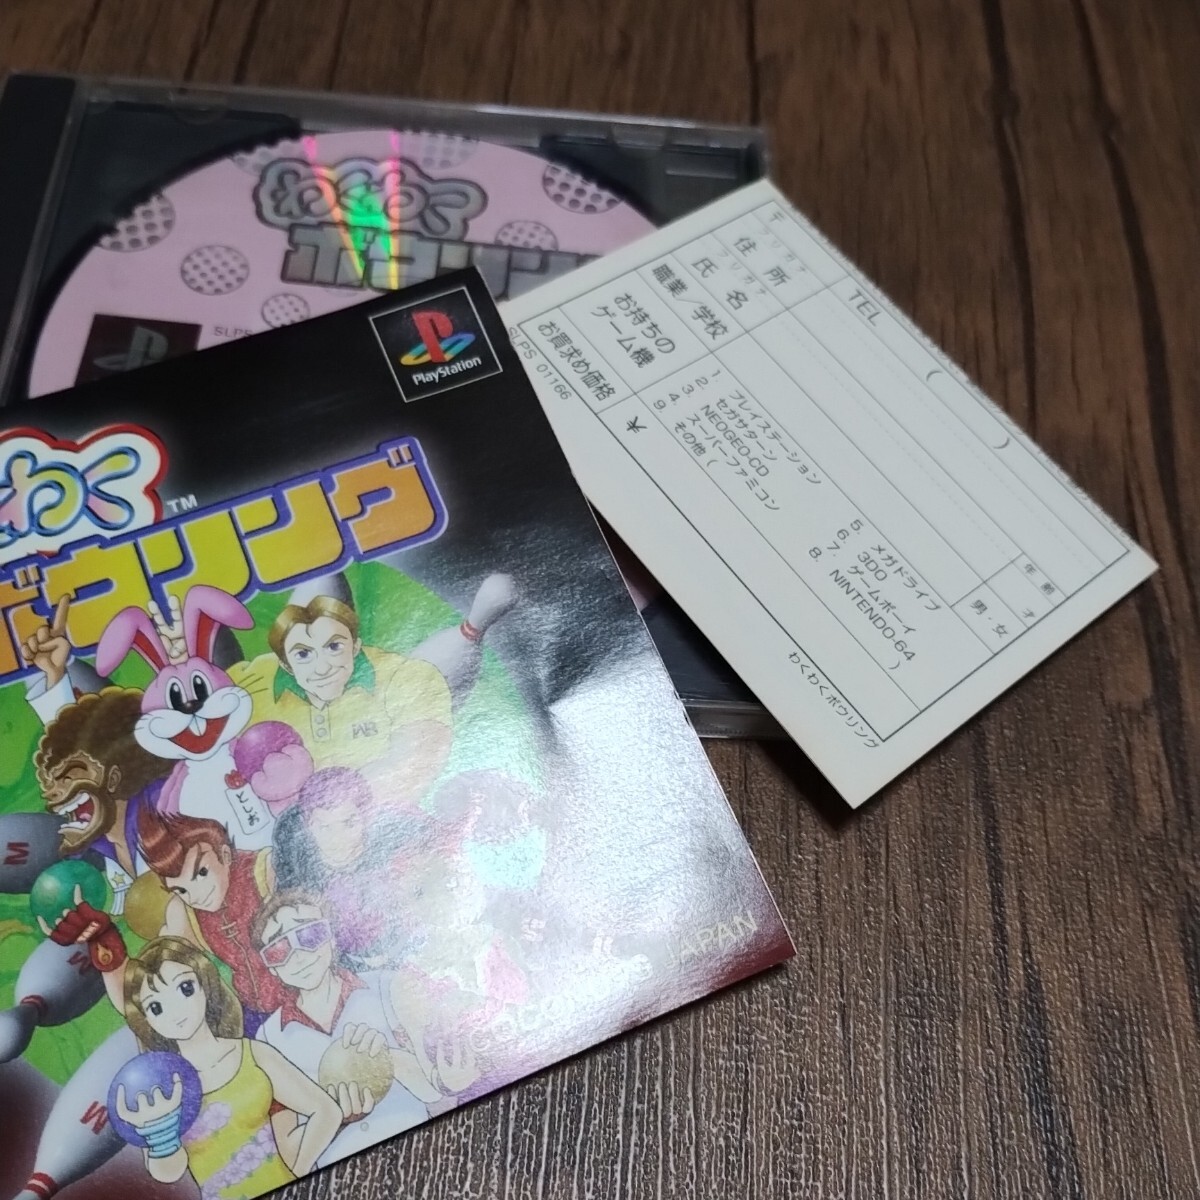 わくわく
ボウリング
SLPS
PlayStation
わく
ボウリング
TM
としお
JAPAN
SLPS 01166
〒
フリガナ
住所
TEL ( )
フリガナ
氏名
年齢 才
職業/学校
男・女
お持ちの
ゲーム機
1. プレイステーション
2. セガサターン
3. NEOGEO-CD
4. スーパーファミコン
5. メガドライブ
6. 3DO
7. ゲームボーイ
8. NINTENDO-64
9. その他 ( )
お買求め価格
わくわくボウリング